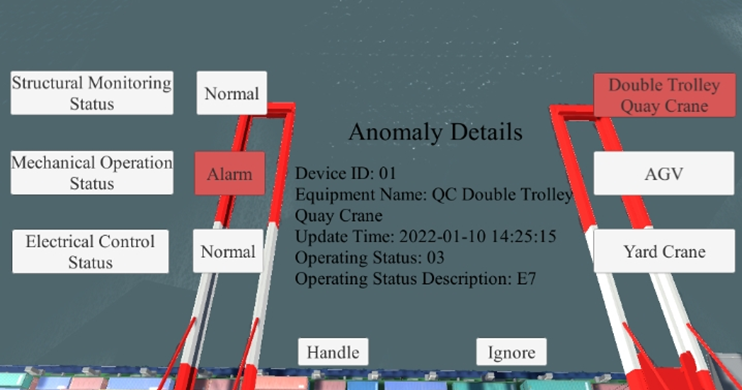 Structural Monitoring
Status
Normal
Mechanical Operation
Status
Alarm
Electrical Control
Status
Normal
Anomaly Details
Device ID: 01
Equipment Name: QC Double Trolley
Quay Crane
Update Time: 2022-01-10 14:25:15
Operating Status: 03
Operating Status Description: E7
Handle
Ignore
Double Trolley
Quay Crane
AGV
Yard Crane